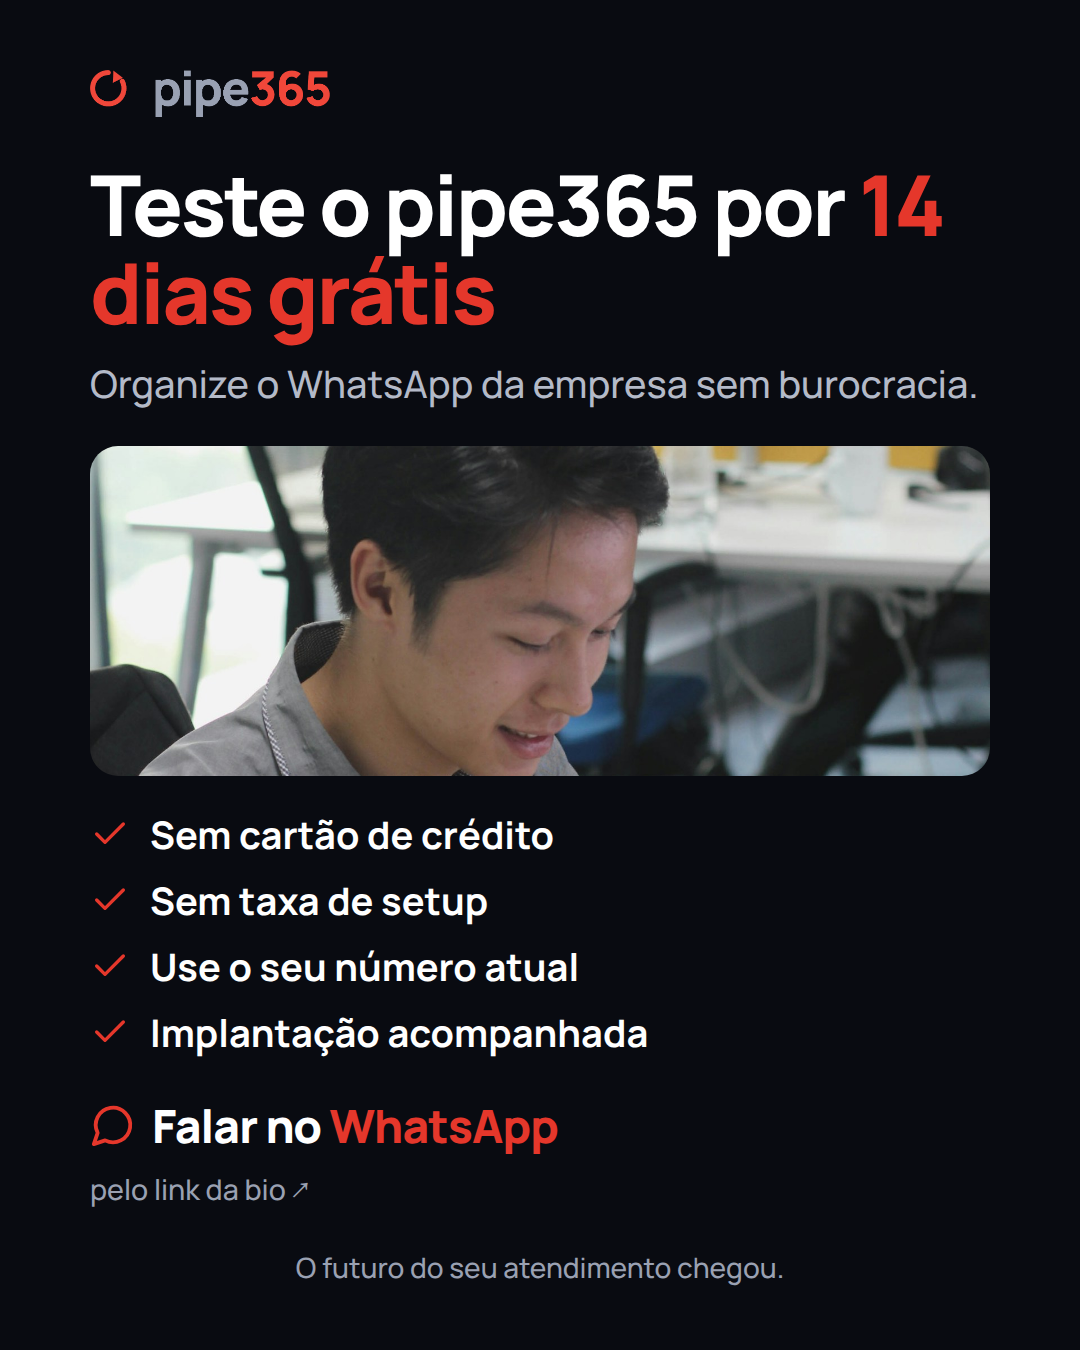 pipe365
Teste o pipe365 por 14
dias grátis
Organize o WhatsApp da empresa sem burocracia.
Sem cartão de crédito
Sem taxa de setup
Use o seu número atual
Implantação acompanhada
Falar no WhatsApp
pelo link da bio ↗
O futuro do seu atendimento chegou.